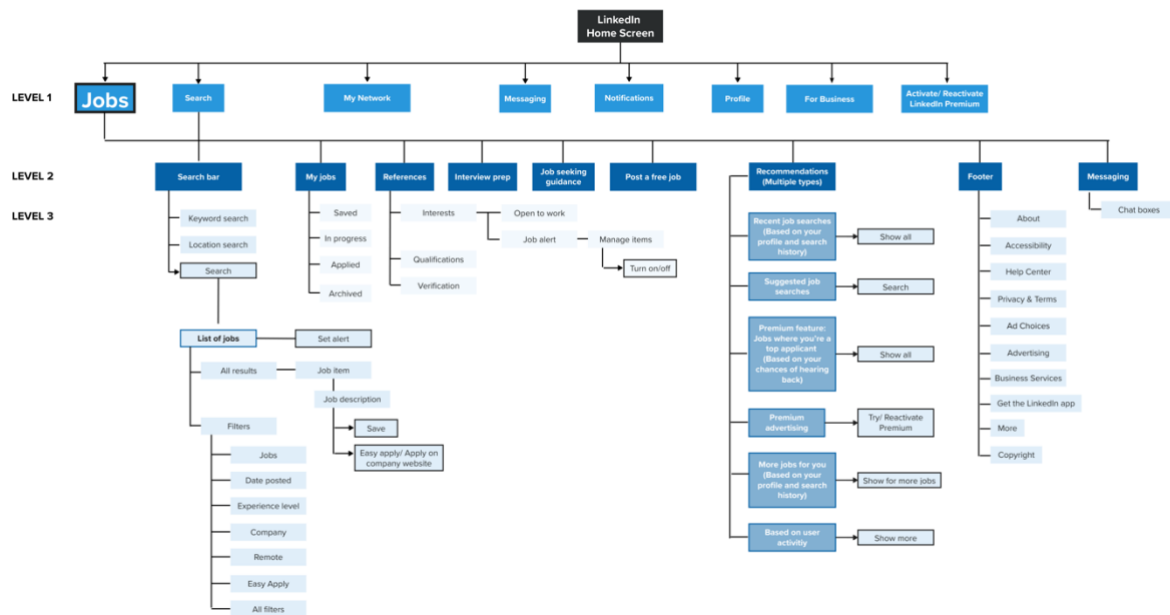 LinkedIn
Home Screen
LEVEL 1
Jobs
Search
My Network
Messaging
Notifications
Profile
For Business
Activate/ Reactivate
LinkedIn Premium
LEVEL 2
Search bar
My jobs
References
Interview prep
Job seeking
guidance
Post a free job
Recommendations
(Multiple types)
Footer
Messaging
LEVEL 3
Keyword search
Location search
Search
List of jobs
Set alert
All results
Job item
Job description
Save
Easy apply/ Apply on
company website
Filters
Jobs
Date posted
Experience level
Company
Remote
Easy Apply
All filters
Saved
In progress
Applied
Archived
Interests
Open to work
Job alert
Manage items
Turn on/off
Qualifications
Verification
Recent job searches
(Based on your
profile and search
history)
Show all
Suggested job
searches
Search
Premium feature:
Jobs where you're a
top applicant
(Based on your
chances of hearing
back)
Show all
Premium
advertising
Try/ Reactivate
Premium
More jobs for you
(Based on your
profile and search
history)
Show for more jobs
Based on user
activitiy
Show more
About
Accessibility
Help Center
Privacy & Terms
Ad Choices
Advertising
Business Services
Get the LinkedIn app
More
Copyright
Chat boxes